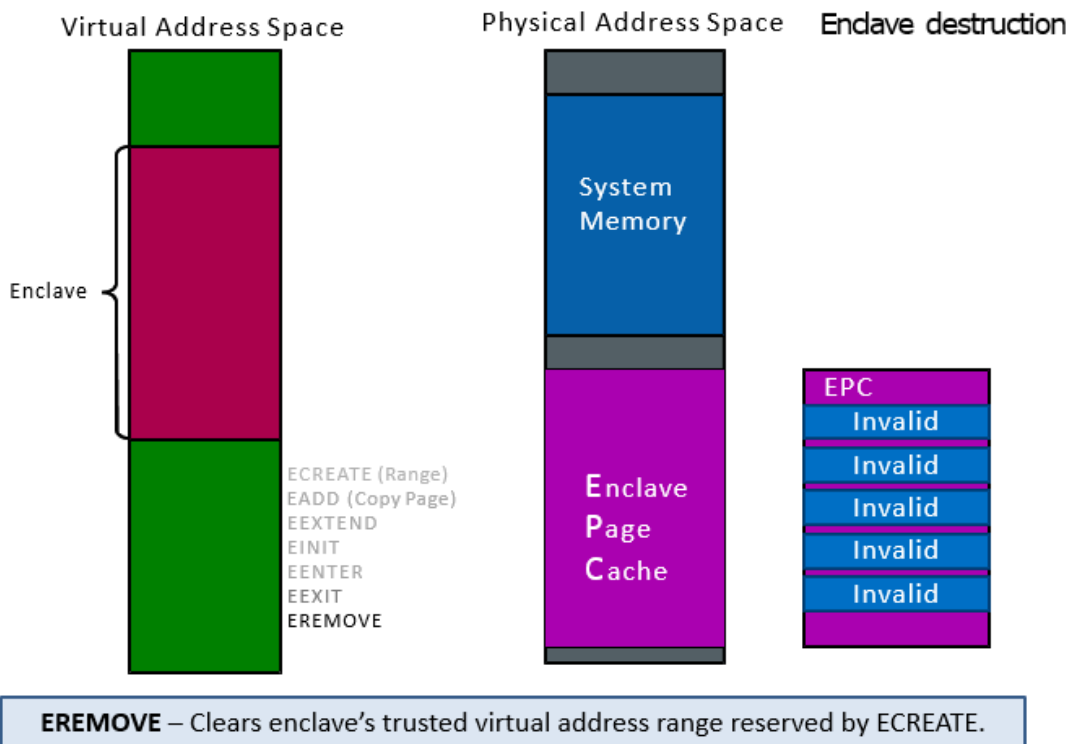 Virtual Address Space
Physical Address Space
Enclave destruction
System
Memory
Enclave
EPC
Invalid
Invalid
Invalid
Invalid
Invalid
ECREATE (Range)
EADD (Copy Page)
EEXTEND
EINIT
EENTER
EEXIT
EREMOVE
Enclave
Page
Cache
EREMOVE – Clears enclave's trusted virtual address range reserved by ECREATE.